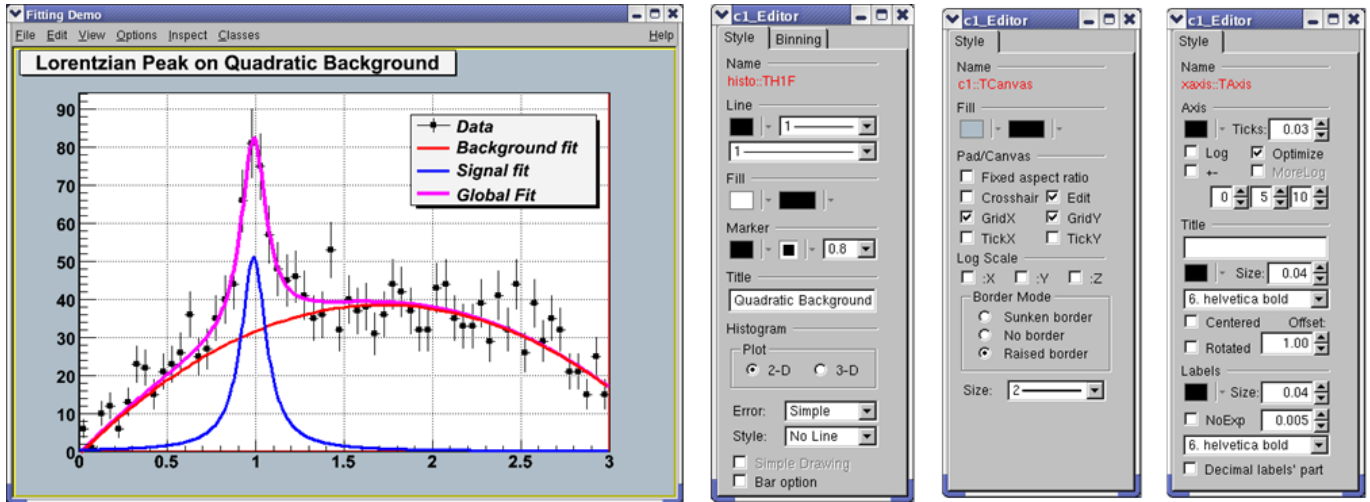 Fitting Demo
File Edit View Options Inspect Classes Help
Lorentzian Peak on Quadratic Background
Data
Background fit
Signal fit
Global Fit
90
80
70
60
50
40
30
20
10
0
0 0.5 1 1.5 2 2.5 3
c1_Editor
Style Binning
Name
histo::TH1F
Line
1
1
Fill
Marker
0.8
Title
Quadratic Background
Histogram
Plot
2-D 3-D
Error: Simple
Style: No Line
Simple Drawing
Bar option
c1_Editor
Style
Name
c1::TCanvas
Fill
Pad/Canvas
Fixed aspect ratio
Crosshair Edit
GridX GridY
TickX TickY
Log Scale
:X :Y :Z
Border Mode
Sunken border
No border
Raised border
Size: 2
c1_Editor
Style
Name
xaxis::TAxis
Axis
Ticks: 0.03
Log Optimize
+- MoreLog
0 5 10
Title
Size: 0.04
6. helvetica bold
Centered Offset:
Rotated 1.00
Labels
Size: 0.04
NoExp 0.005
6. helvetica bold
Decimal labels' part